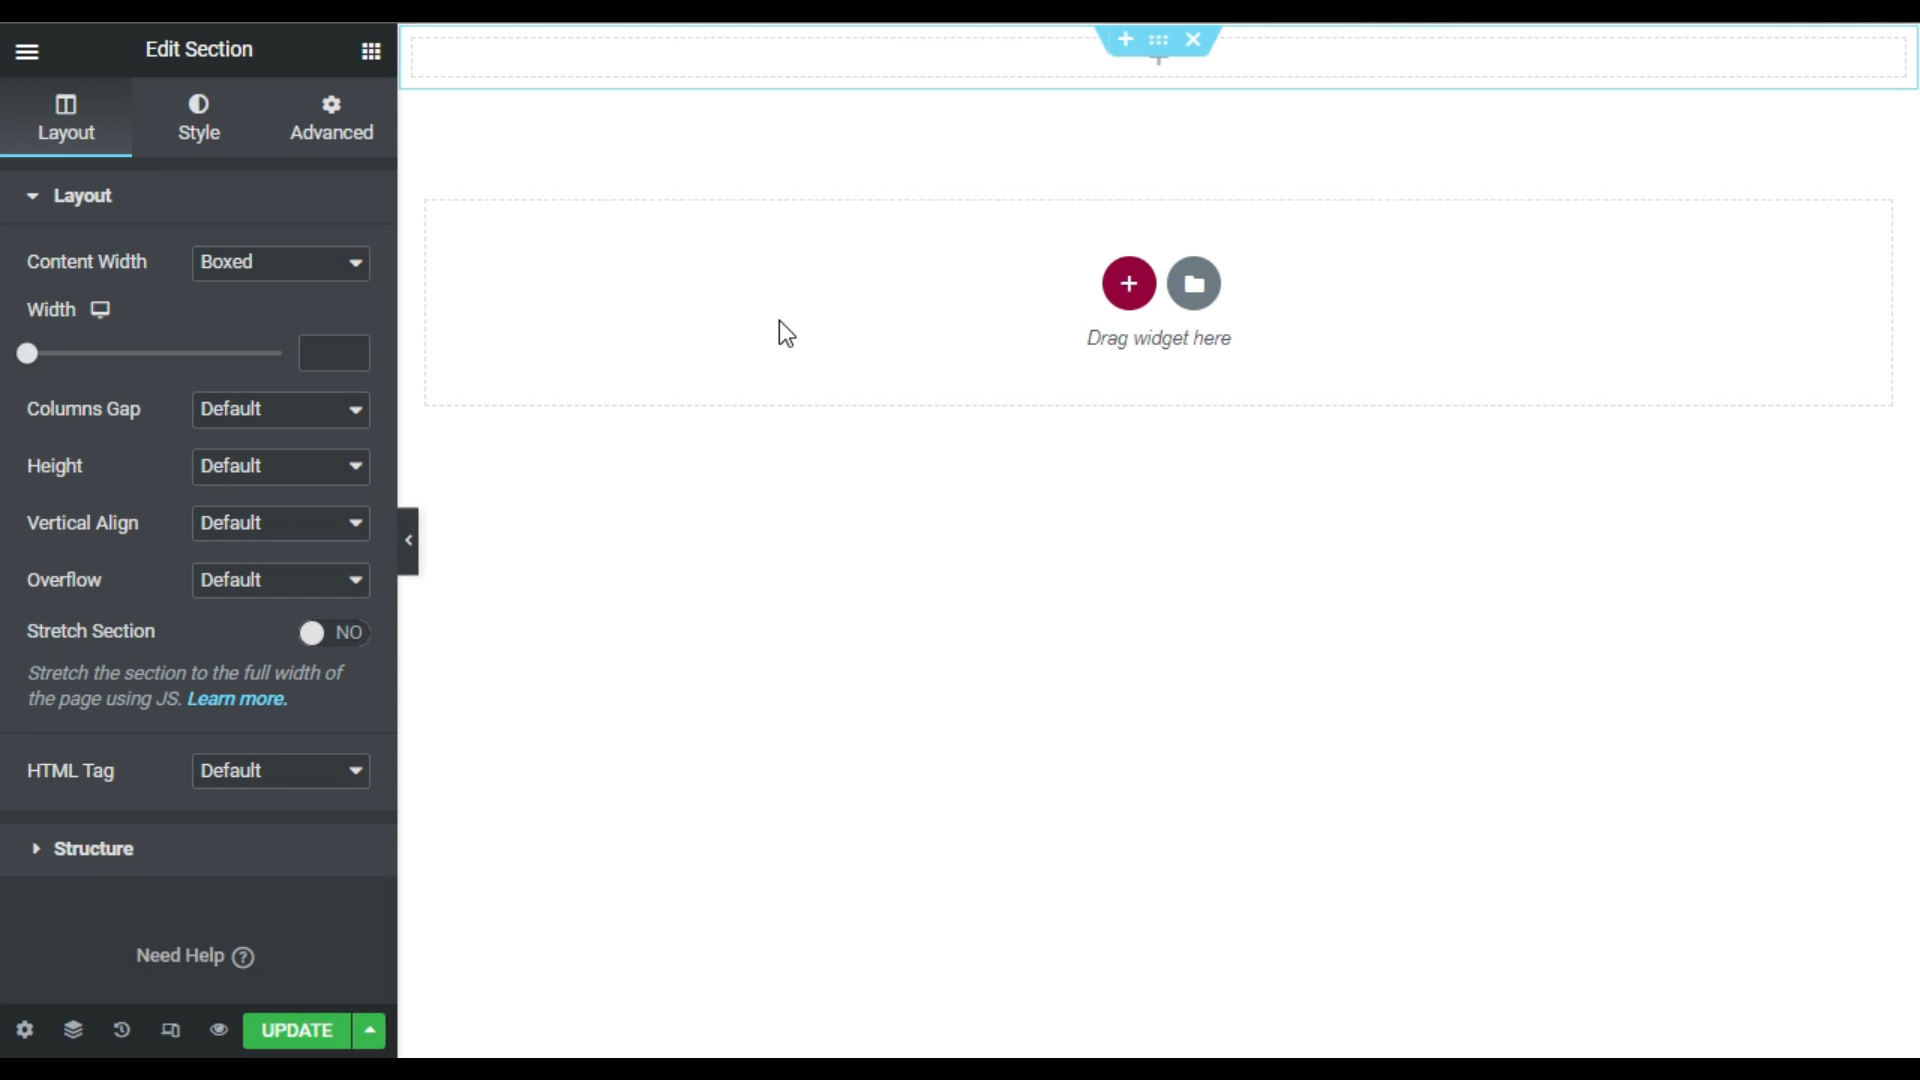 Edit Section
Layout
Style
Advanced
Layout
Content Width
Boxed
Width
Columns Gap
Default
Height
Default
Vertical Align
Default
Overflow
Default
Stretch Section
NO
Stretch the section to the full width of
the page using JS. Learn more.
HTML Tag
Default
Structure
Need Help
UPDATE
Drag widget here